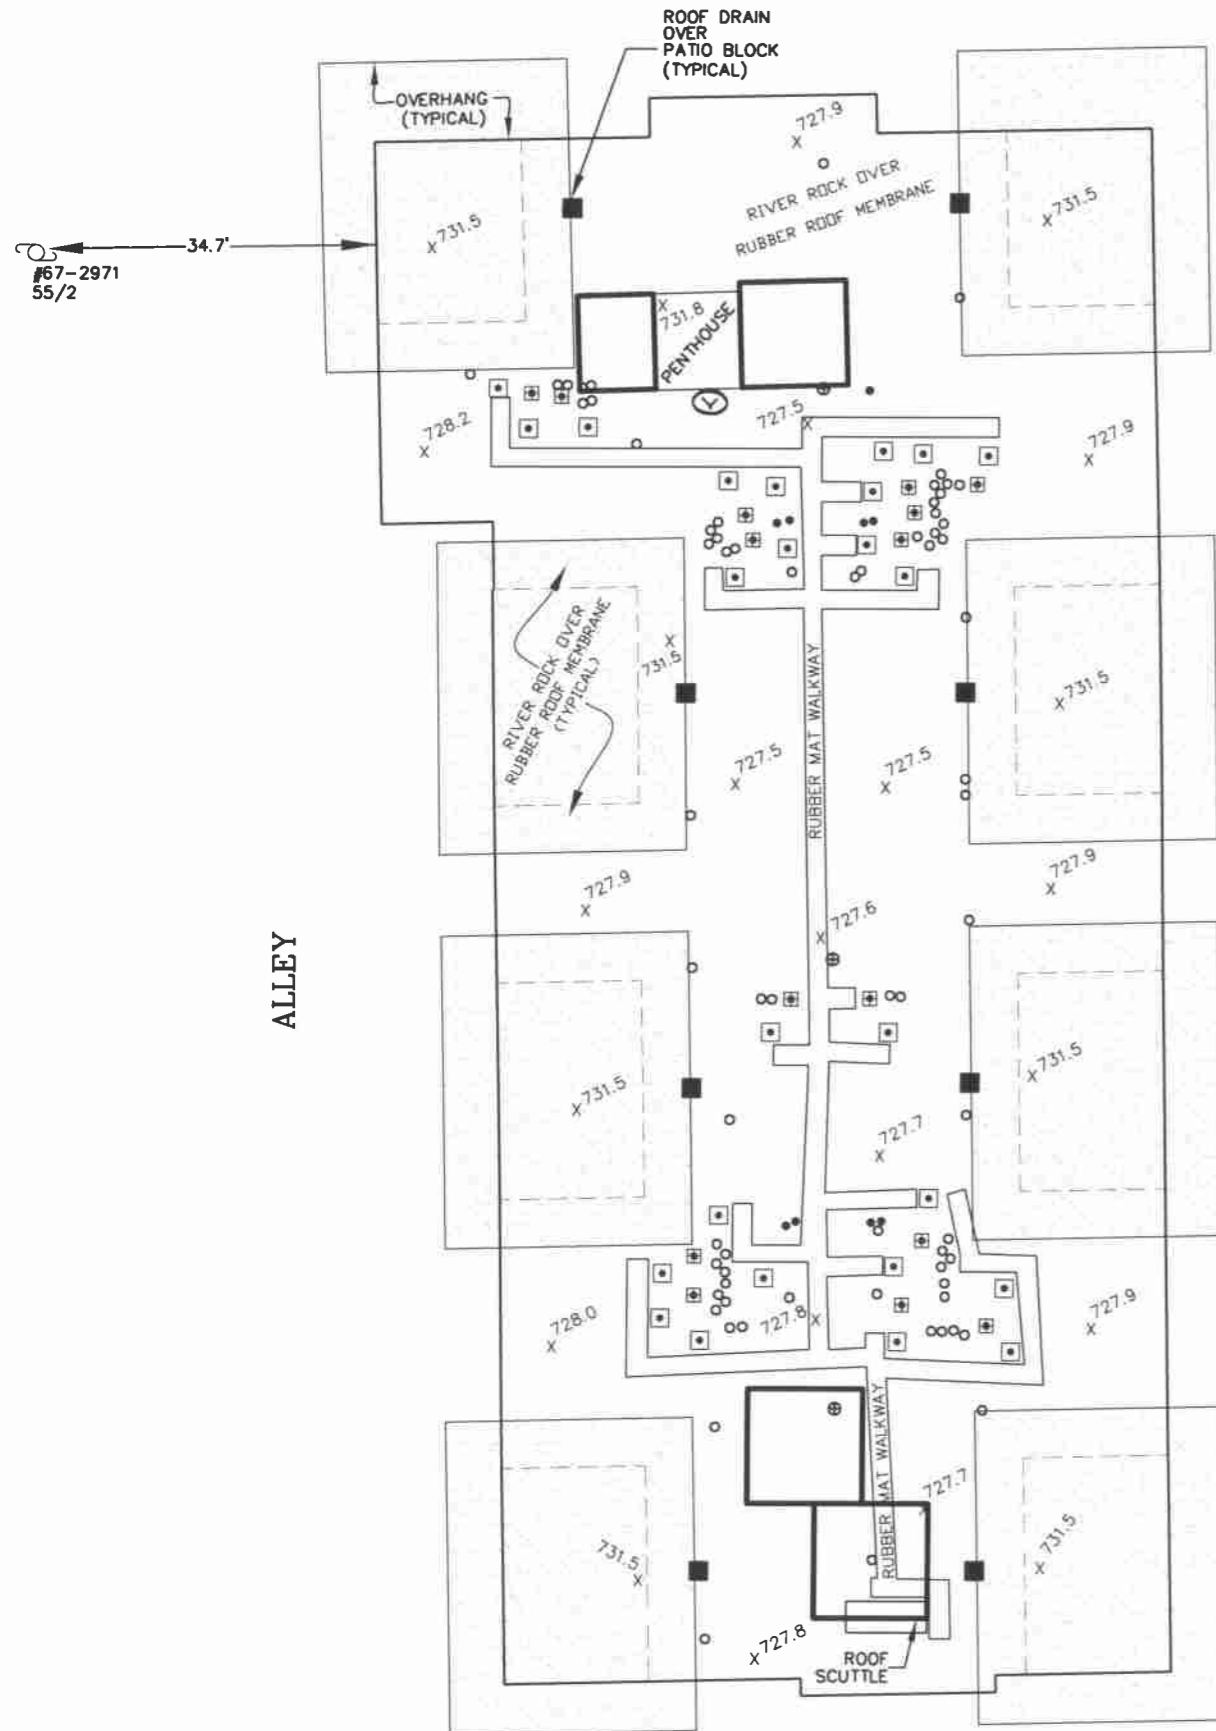 ROOF DRAIN
OVER
PATIO BLOCK
(TYPICAL)
OVERHANG
(TYPICAL)
727.9
RIVER ROCK OVER
RUBBER ROOF MEMBRANE
731.5
731.5
34.7'
#67-2971
55/2
731.8
PENTHOUSE
728.2
727.5
727.9
RIVER ROCK OVER
RUBBER ROOF MEMBRANE
(TYPICAL)
731.5
731.5
RUBBER MAT WALKWAY
727.5
727.5
727.9
727.9
727.6
ALLEY
731.5
731.5
727.7
728.0
727.8
727.9
RUBBER MAT WALKWAY
727.7
731.5
731.5
727.8
ROOF
SCUTTLE